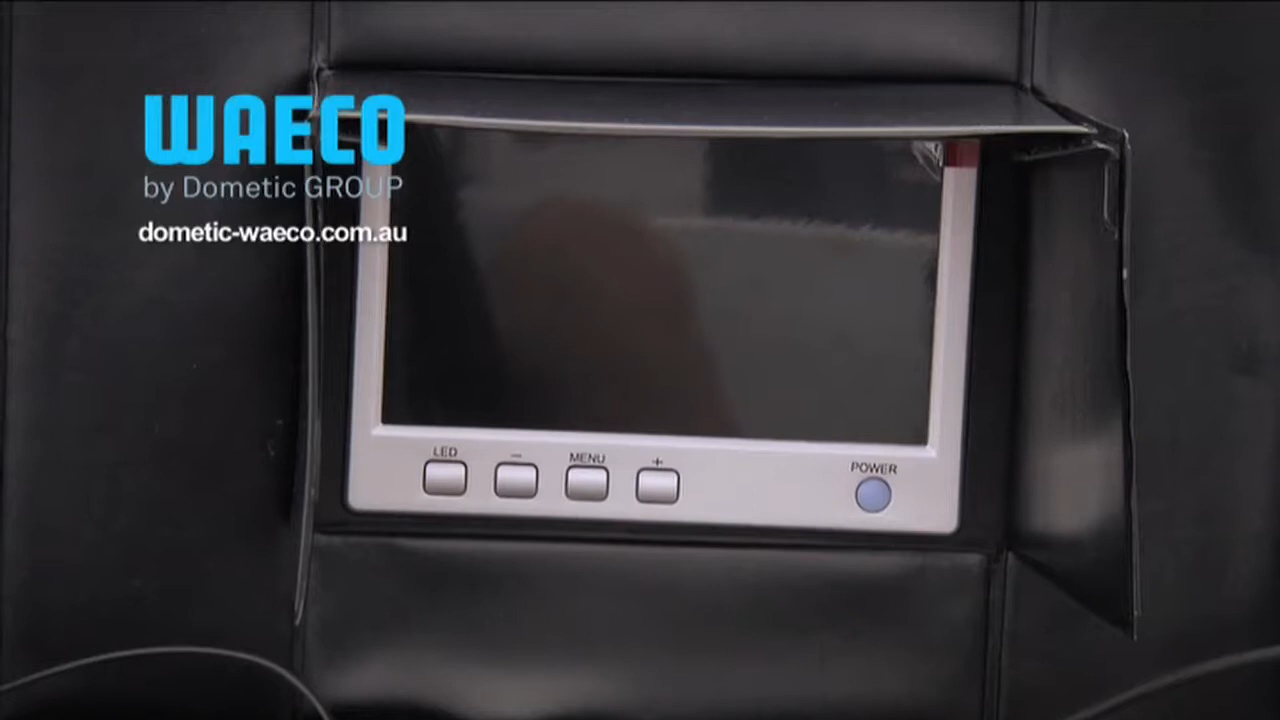 WAECO
by Dometic GROUP
dometic-waeco.com.au
LED
−
MENU
+
POWER